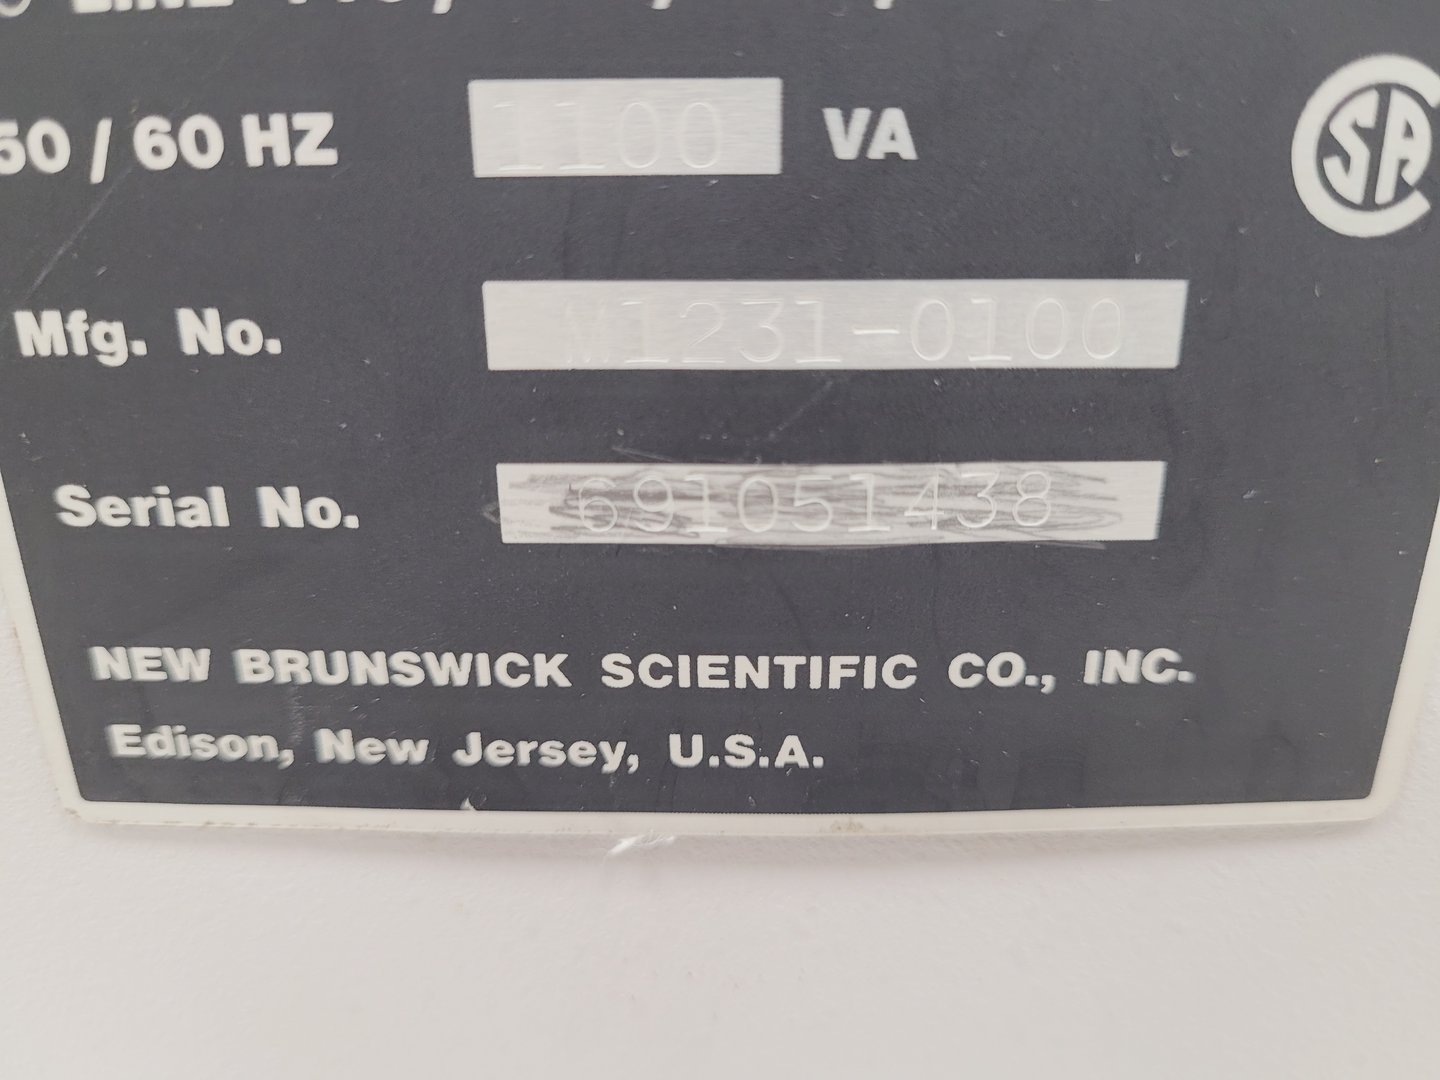 50 / 60 HZ 1100 VA
CSA
Mfg. No. M1231-0100
Serial No. 691051438
NEW BRUNSWICK SCIENTIFIC CO., INC.
Edison, New Jersey, U.S.A.